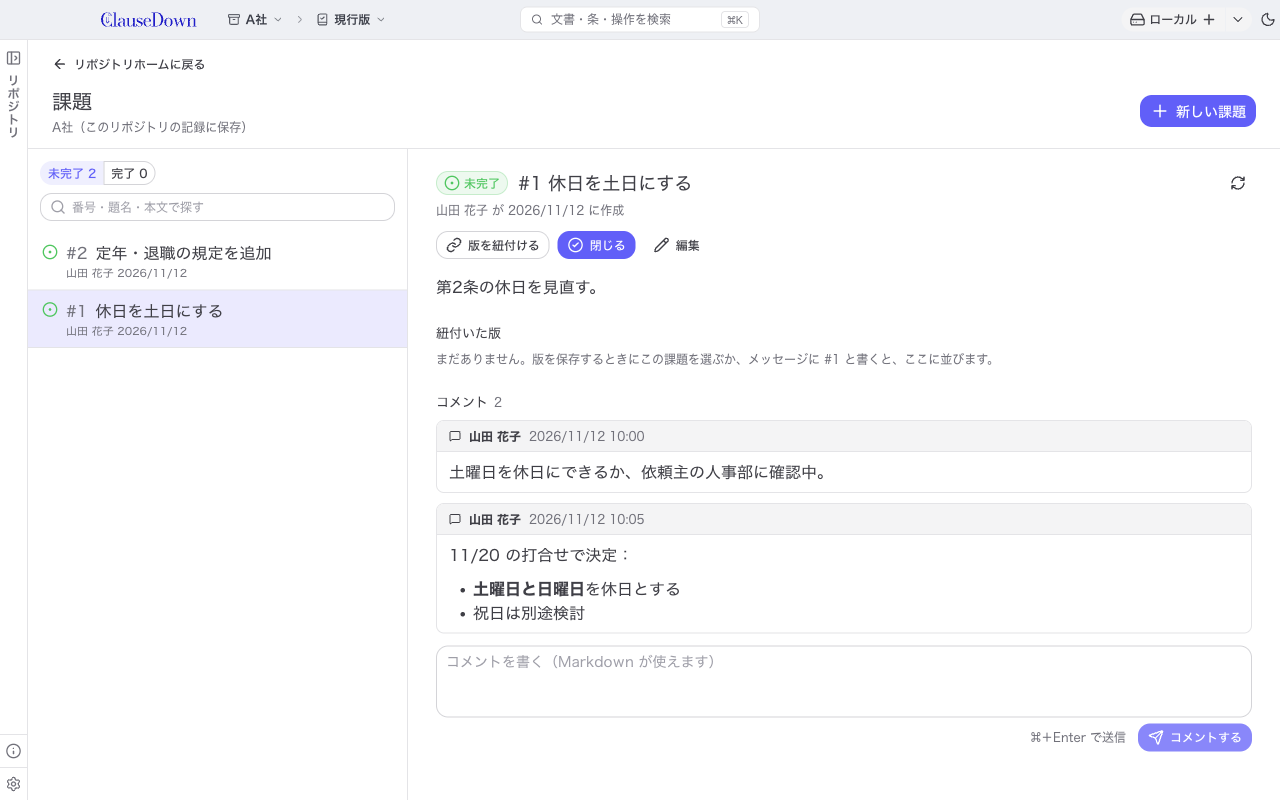 ClauseDown
A社
現行版
文書・条・操作を検索
⌘K
ローカル
リポジトリ
リポジトリホームに戻る
課題
A社（このリポジトリの記録に保存）
新しい課題
未完了 2
完了 0
番号・題名・本文で探す
#2 定年・退職の規定を追加
山田 花子 2026/11/12
#1 休日を土日にする
山田 花子 2026/11/12
未完了 #1 休日を土日にする
山田 花子 が 2026/11/12 に作成
版を紐付ける
閉じる
編集
第2条の休日を見直す。
紐付いた版
まだありません。版を保存するときにこの課題を選ぶか、メッセージに #1 と書くと、ここに並びます。
コメント 2
山田 花子 2026/11/12 10:00
土曜日を休日にできるか、依頼主の人事部に確認中。
山田 花子 2026/11/12 10:05
11/20 の打合せで決定：
• 土曜日と日曜日を休日とする
• 祝日は別途検討
コメントを書く（Markdown が使えます）
⌘+Enter で送信
コメントする